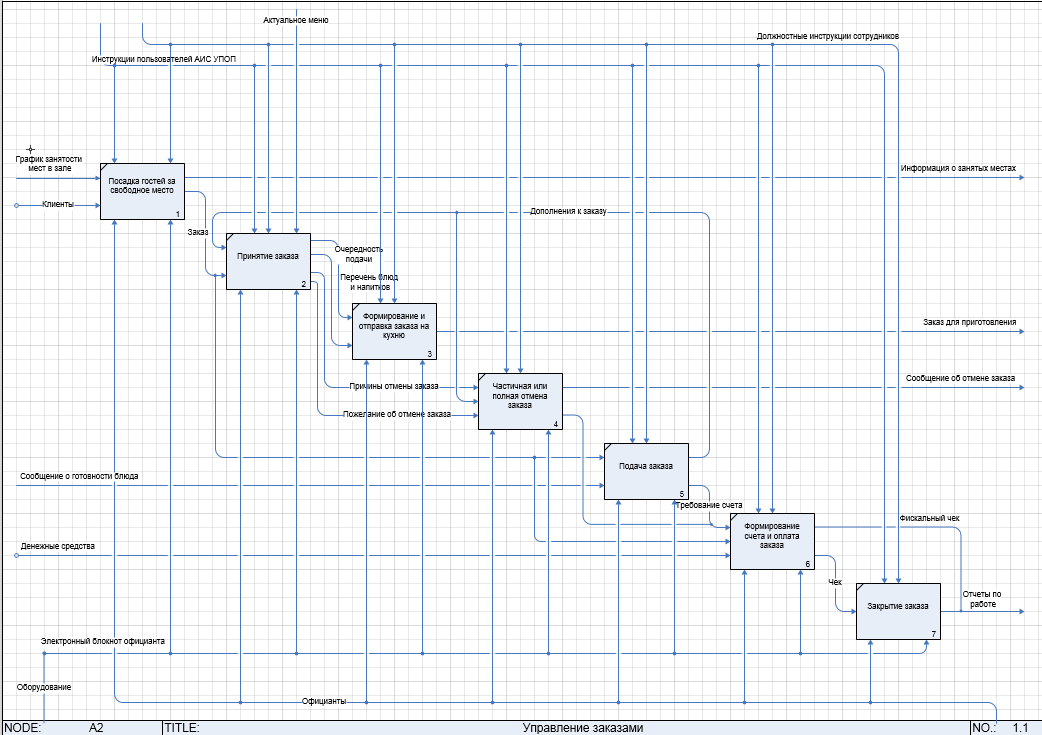 Актуальное меню
Должностные инструкции сотрудников
Инструкции пользователей АИС УПОП
График занятости
мест в зале
Информация о занятых местах
Посадка гостей за
свободное место
1
Клиенты
Дополнения к заказу
Заказ
Принятие заказа
2
Очередность
подачи
Перечень блюд
и напитков
Формирование и
отправка заказа на
кухню
3
Заказ для приготовления
Сообщение об отмене заказа
Причины отмены заказа
Частичная или
полная отмена
заказа
4
Пожелание об отмене заказа
Подача заказа
5
Сообщение о готовности блюда
Требование счета
Фискальный чек
Формирование
счета и оплата
заказа
6
Денежные средства
Чек
Отчеты по
работе
Закрытие заказа
7
Электронный блокнот официанта
Оборудование
Официанты
NODE: A2 TITLE: Управление заказами NO.: 1.1